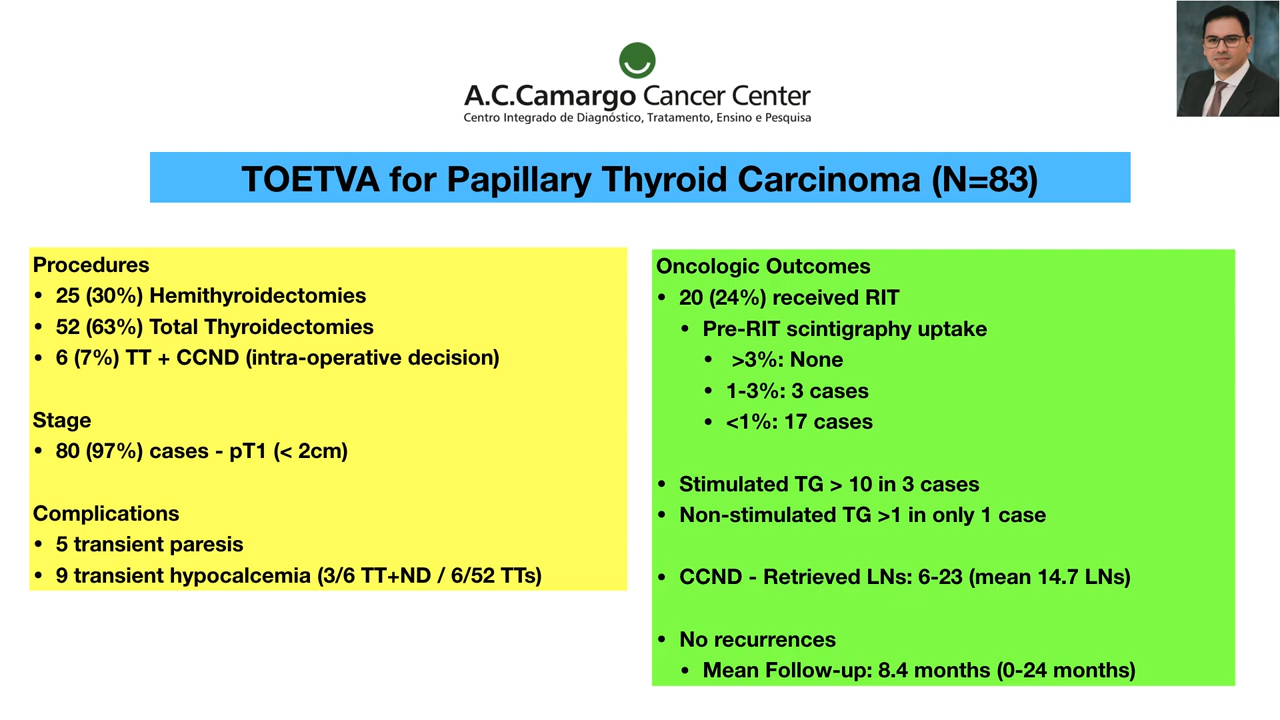 A.C.Camargo Cancer Center
Centro Integrado de Diagnóstico, Tratamento, Ensino e Pesquisa
TOETVA for Papillary Thyroid Carcinoma (N=83)
Procedures
• 25 (30%) Hemithyroidectomies
• 52 (63%) Total Thyroidectomies
• 6 (7%) TT + CCND (intra-operative decision)
Stage
• 80 (97%) cases - pT1 (< 2cm)
Complications
• 5 transient paresis
• 9 transient hypocalcemia (3/6 TT+ND / 6/52 TTs)
Oncologic Outcomes
• 20 (24%) received RIT
• Pre-RIT scintigraphy uptake
• >3%: None
• 1-3%: 3 cases
• <1%: 17 cases
• Stimulated TG > 10 in 3 cases
• Non-stimulated TG >1 in only 1 case
• CCND - Retrieved LNs: 6-23 (mean 14.7 LNs)
• No recurrences
• Mean Follow-up: 8.4 months (0-24 months)